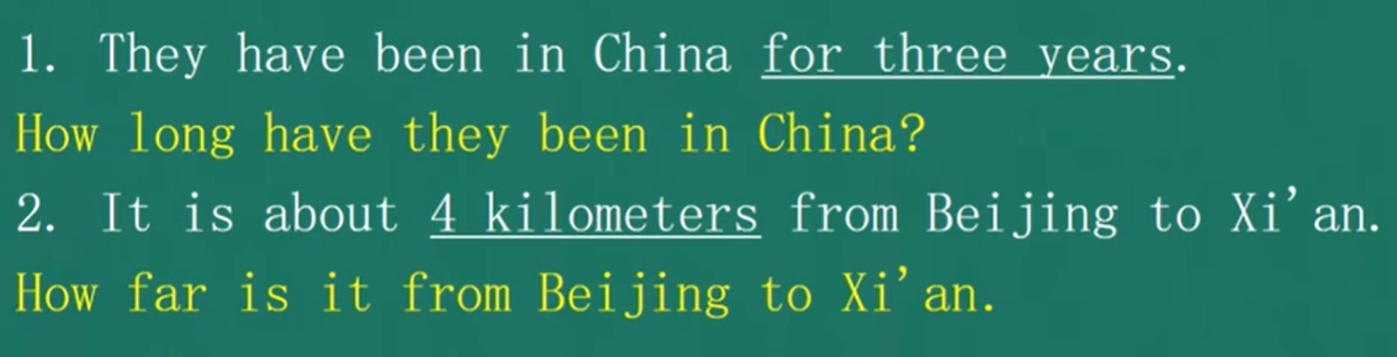 1. They have been in China for three years.
How long have they been in China?
2. It is about 4 kilometers from Beijing to Xi’an.
How far is it from Beijing to Xi’an.